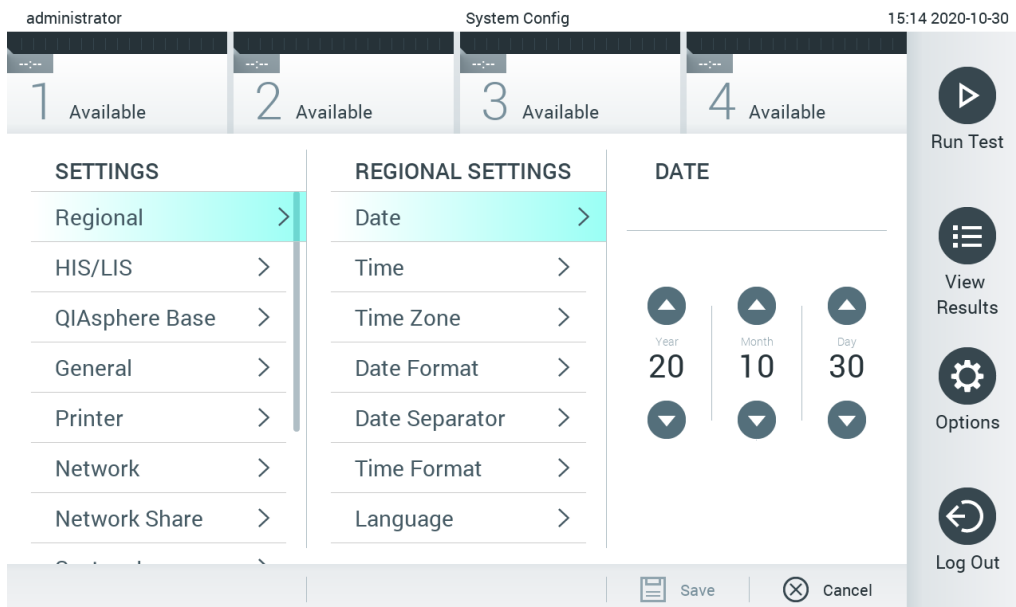 administrator System Config 15:14 2020-10-30
--:-- --:-- --:-- --:--
1 Available 2 Available 3 Available 4 Available
Run Test
SETTINGS REGIONAL SETTINGS DATE
Regional Date
HIS/LIS Time
View
Results
QIAsphere Base Time Zone
Year Month Day
20 10 30
General Date Format
Printer Date Separator
Options
Network Time Format
Network Share Language
Log Out
Save Cancel